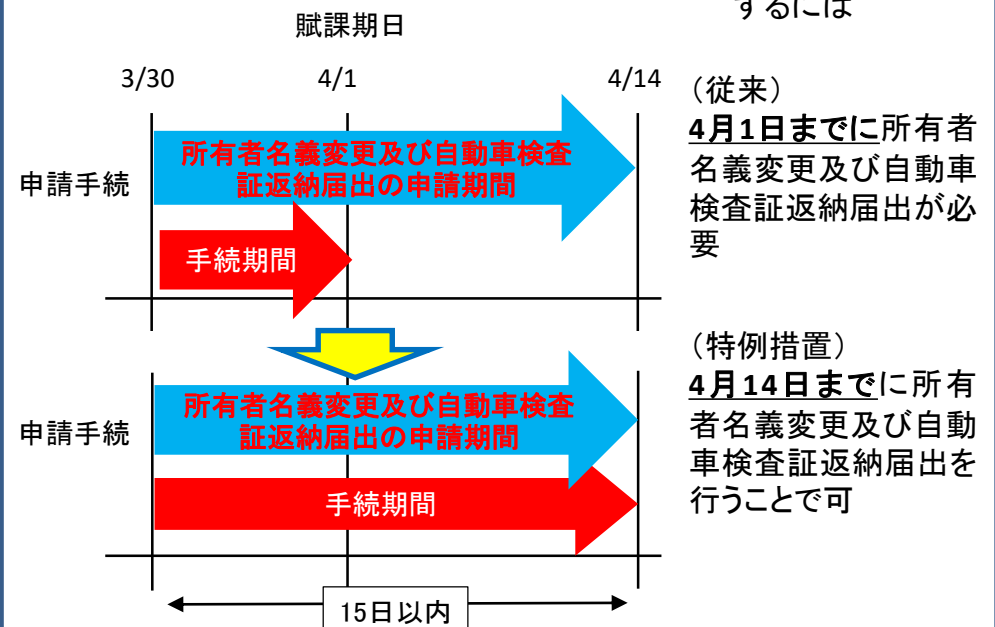 するには
賦課期日
3/30
4/1
4/14
所有者名義変更及び自動車検査
証返納届出の申請期間
申請手続
手続期間
（従来）
4月1日までに所有者
名義変更及び自動車
検査証返納届出が必
要
所有者名義変更及び自動車検査
証返納届出の申請期間
申請手続
手続期間
15日以内
（特例措置）
4月14日までに所有
者名義変更及び自動
車検査証返納届出を
行うことで可